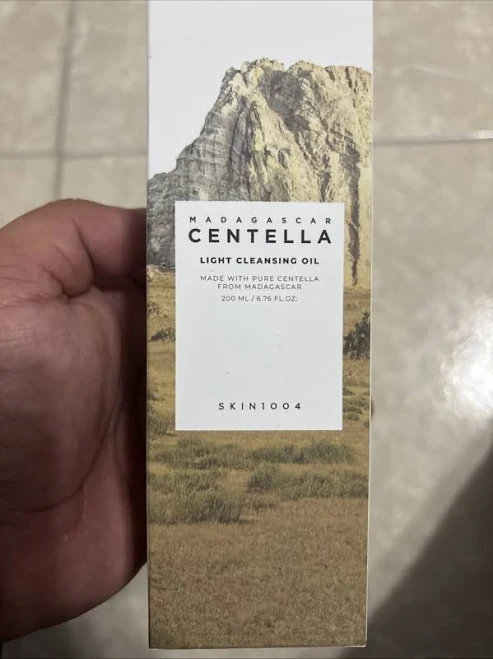 MADAGASCAR
CENTELLA
LIGHT CLEANSING OIL
MADE WITH PURE CENTELLA
FROM MADAGASCAR
200 ML / 6.76 FL.OZ.
SKIN1004